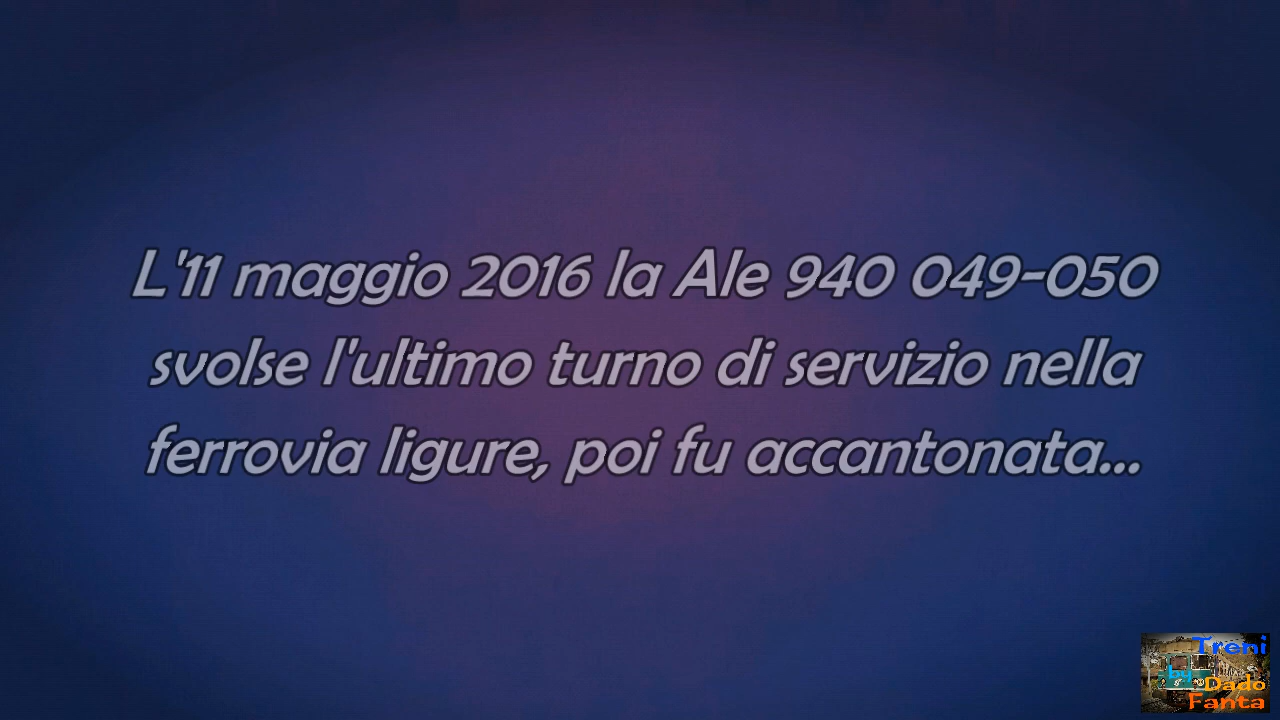 L'11 maggio 2016 la Ale 940 049-050
svolse l'ultimo turno di servizio nella
ferrovia ligure, poi fu accantonata...
Treni
by
Dado
Fanta